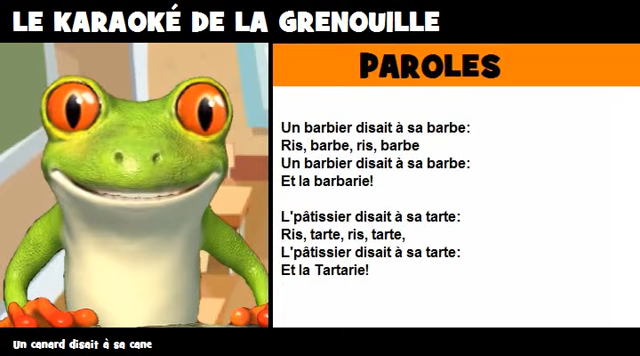 LE KARAOKÉ DE LA GRENOUILLE
PAROLES
Un barbier disait à sa barbe:
Ris, barbe, ris, barbe
Un barbier disait à sa barbe:
Et la barbarie!
L'pâtissier disait à sa tarte:
Ris, tarte, ris, tarte,
L'pâtissier disait à sa tarte:
Et la Tartarie!
Un canard disait à sa cane